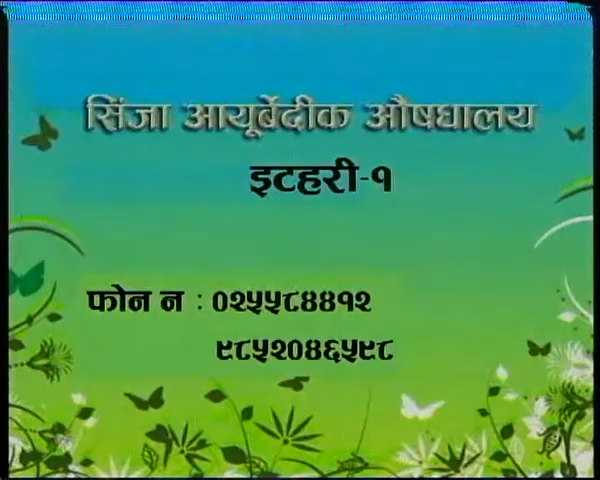 सिंजा आयूर्बेदीक औषधालय
इटहरी-१
फोन न : ०२५५८४४१२
९८५२०४६५९८